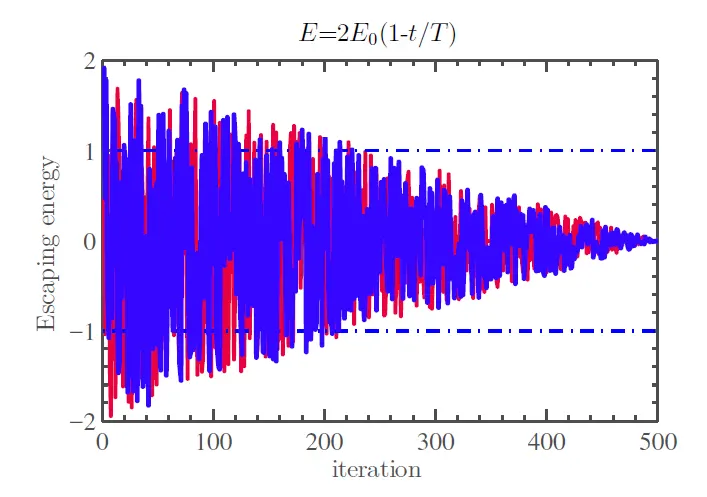 E=2E₀(1-t/T)
2
1
0
−1
−2
Escaping energy
0 100 200 300 400 500
iteration